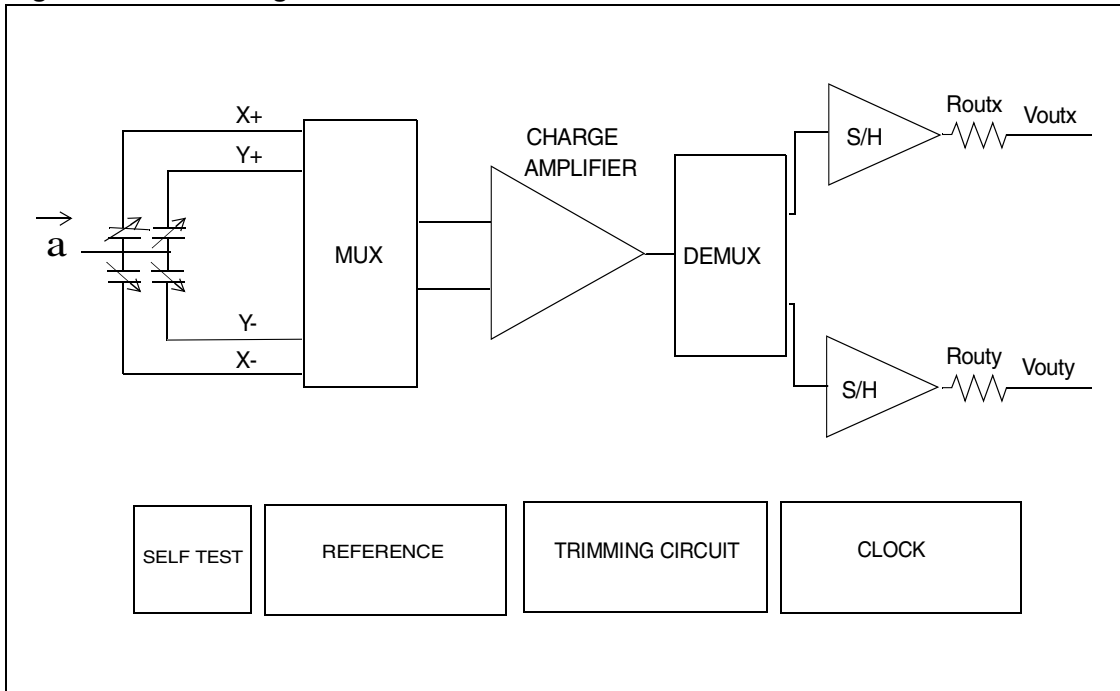 X+
Y+
a
Y-
X-
MUX
CHARGE
AMPLIFIER
DEMUX
S/H
Routx
Voutx
S/H
Routy
Vouty
SELF TEST
REFERENCE
TRIMMING CIRCUIT
CLOCK